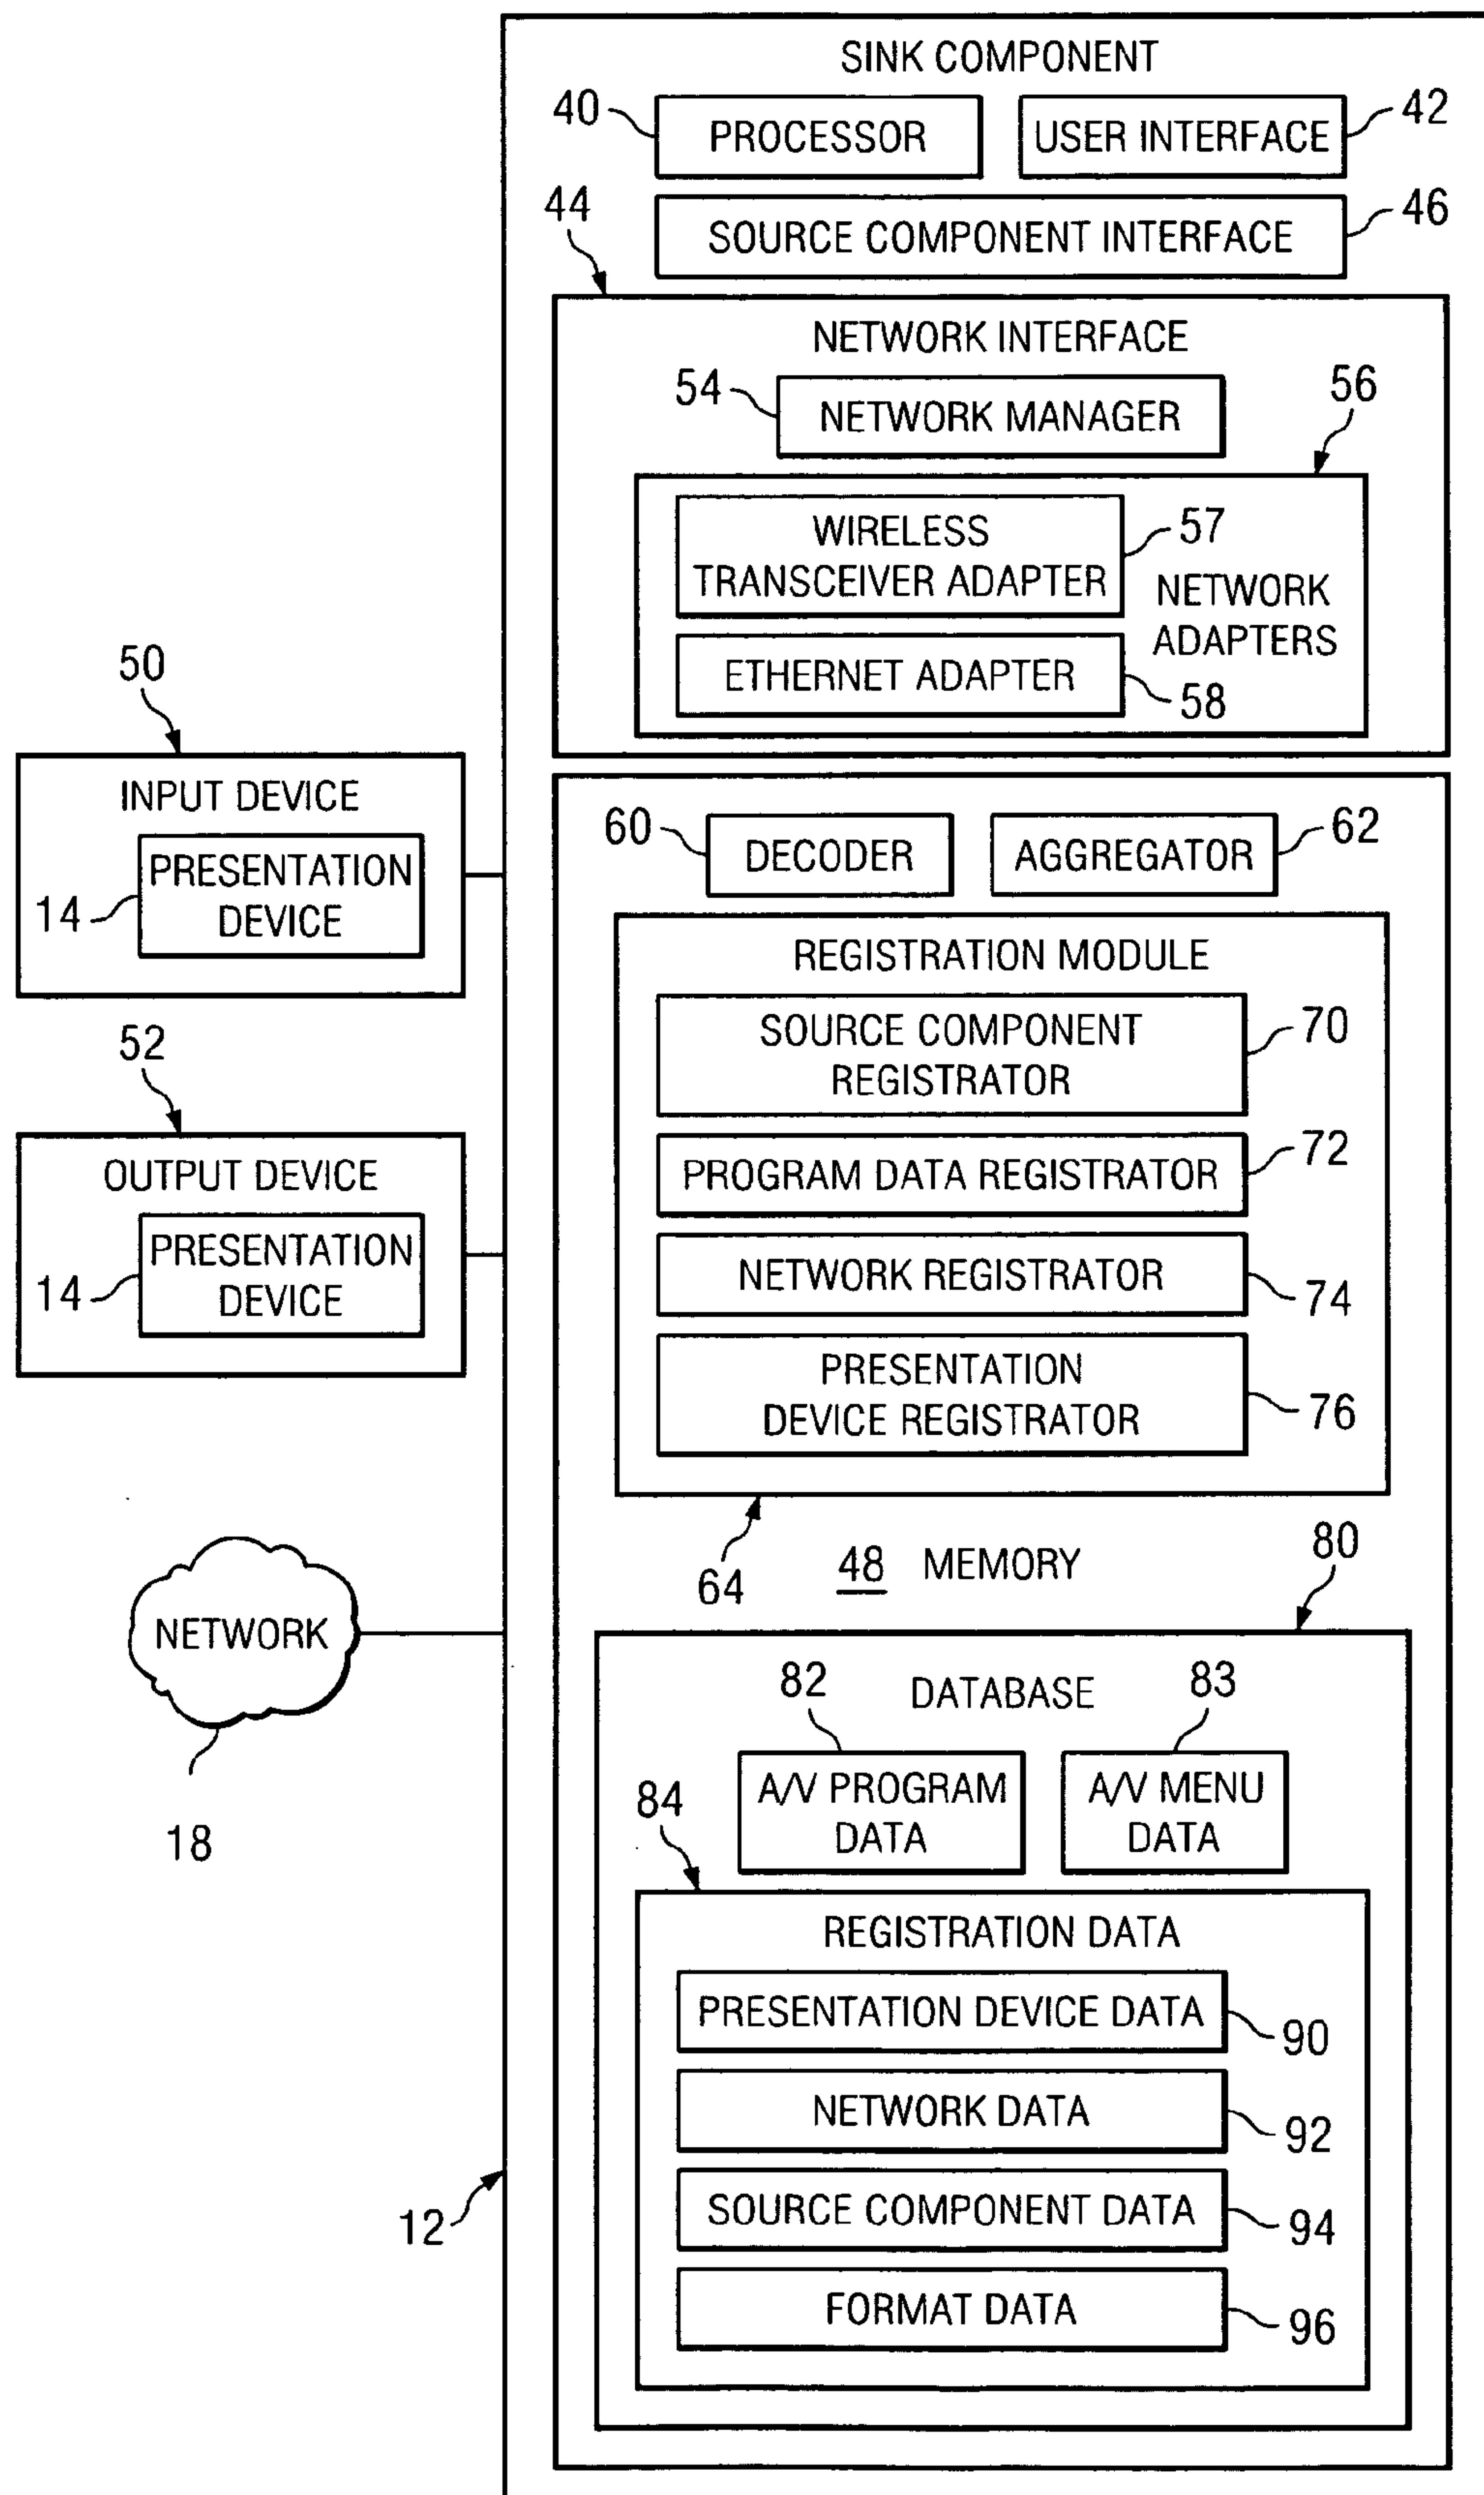 SINK COMPONENT
40
PROCESSOR
USER INTERFACE
42
44
SOURCE COMPONENT INTERFACE
46
NETWORK INTERFACE
54
NETWORK MANAGER
56
WIRELESS
TRANSCEIVER ADAPTER
57
NETWORK
ADAPTERS
ETHERNET ADAPTER
58
50
INPUT DEVICE
PRESENTATION
DEVICE
14
52
OUTPUT DEVICE
PRESENTATION
DEVICE
14
60
DECODER
AGGREGATOR
62
REGISTRATION MODULE
SOURCE COMPONENT
REGISTRATOR
70
PROGRAM DATA REGISTRATOR
72
NETWORK REGISTRATOR
74
PRESENTATION
DEVICE REGISTRATOR
76
64
48 MEMORY
80
NETWORK
18
82
DATABASE
83
A/V PROGRAM
DATA
A/V MENU
DATA
84
REGISTRATION DATA
PRESENTATION DEVICE DATA
90
NETWORK DATA
92
SOURCE COMPONENT DATA
94
12
FORMAT DATA
96